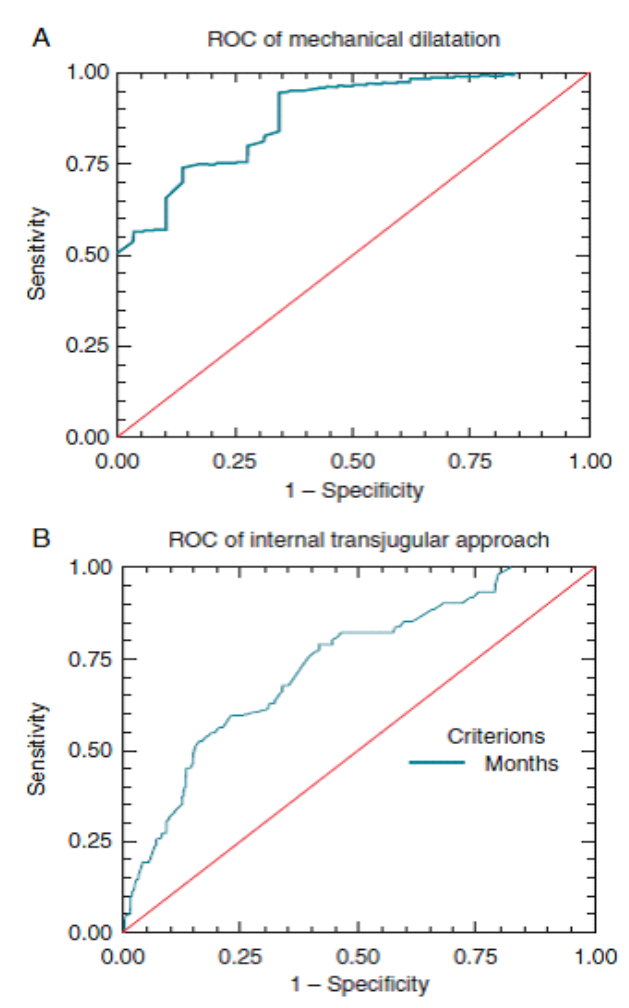 A
ROC of mechanical dilatation
1.00
0.75
0.50
0.25
0.00
Sensitivity
0.00 0.25 0.50 0.75 1.00
1 – Specificity
B
ROC of internal transjugular approach
1.00
0.75
0.50
0.25
0.00
Sensitivity
Criterions
Months
0.00 0.25 0.50 0.75 1.00
1 – Specificity